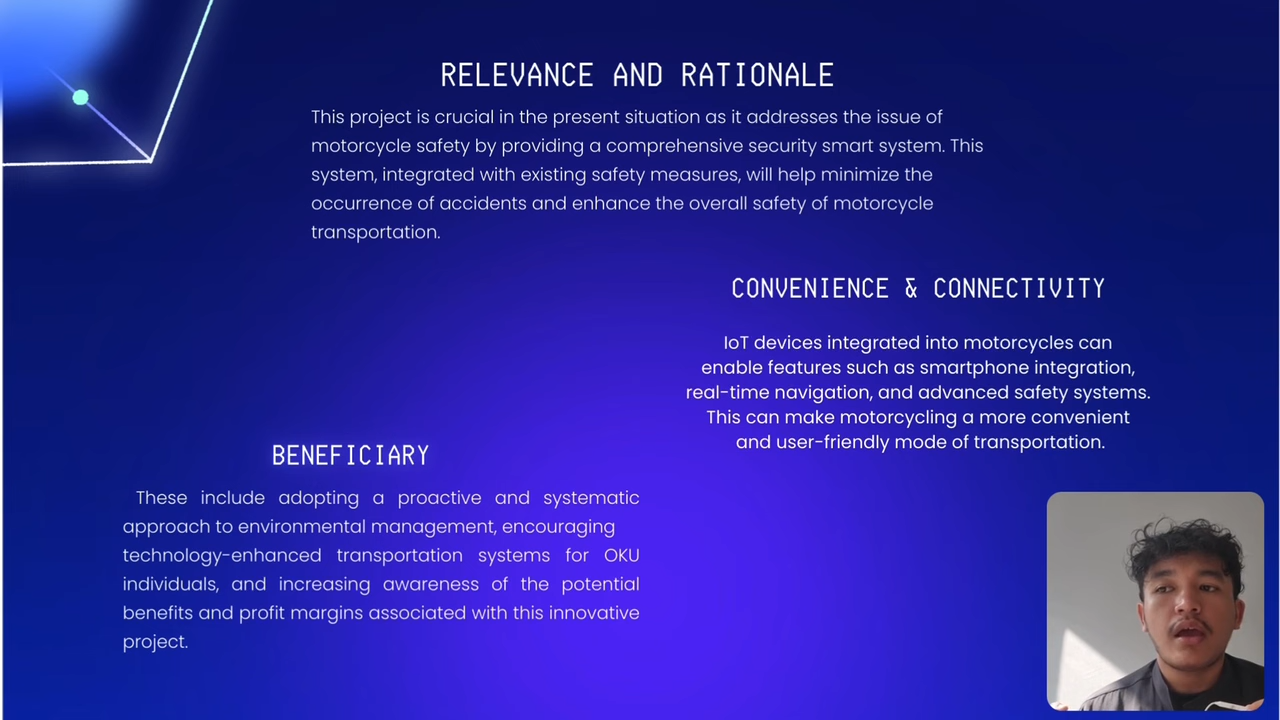 RELEVANCE AND RATIONALE
This project is crucial in the present situation as it addresses the issue of
motorcycle safety by providing a comprehensive security smart system. This
system, integrated with existing safety measures, will help minimize the
occurrence of accidents and enhance the overall safety of motorcycle
transportation.
CONVENIENCE & CONNECTIVITY
IoT devices integrated into motorcycles can
enable features such as smartphone integration,
real-time navigation, and advanced safety systems.
This can make motorcycling a more convenient
and user-friendly mode of transportation.
BENEFICIARY
These include adopting a proactive and systematic
approach to environmental management, encouraging
technology-enhanced transportation systems for OKU
individuals, and increasing awareness of the potential
benefits and profit margins associated with this innovative
project.